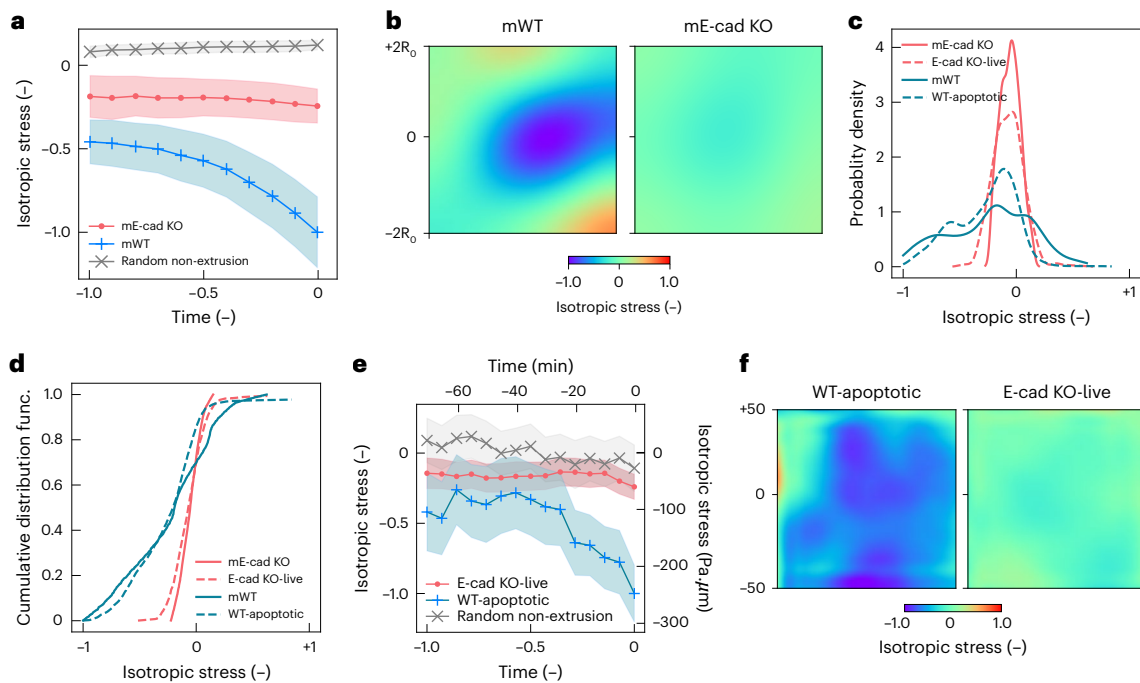 a
Isotropic stress (–)
0
−0.5
−1.0
mE-cad KO
mWT
Random non-extrusion
−1.0
−0.5
0
Time (–)
b
mWT
mE-cad KO
+2R₀
0
−2R₀
−1.0
0
1.0
Isotropic stress (–)
c
Probablity density
4
3
2
1
0
mE-cad KO
E-cad KO-live
mWT
WT-apoptotic
−1
0
+1
Isotropic stress (–)
d
Cumulative distribution func.
1.0
0.8
0.6
0.4
0.2
0
mE-cad KO
E-cad KO-live
mWT
WT-apoptotic
-1
0
+1
Isotropic stress (–)
e
Time (min)
−60
−40
−20
0
Isotropic stress (–)
0
−0.5
−1.0
Isotropic stress (Pa.μm)
0
−100
−200
−300
E-cad KO-live
WT-apoptotic
Random non-extrusion
−1.0
−0.5
0
Time (–)
f
WT-apoptotic
E-cad KO-live
+50
0
−50
−1.0
0
1.0
Isotropic stress (–)